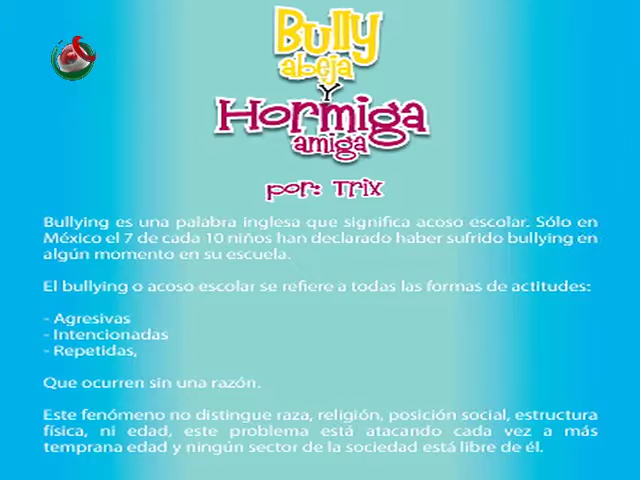 Bully
abeja
Y
Hormiga
amiga
por: Trix
Bullying es una palabra inglesa que significa acoso escolar. Sólo en
México el 7 de cada 10 niños han declarado haber sufrido bullying en
algún momento en su escuela.
El bullying o acoso escolar se refiere a todas las formas de actitudes:
- Agresivas
- Intencionadas
- Repetidas,
Que ocurren sin una razón.
Este fenómeno no distingue raza, religión, posición social, estructura
física, ni edad, este problema está atacando cada vez a más
temprana edad y ningún sector de la sociedad está libre de él.